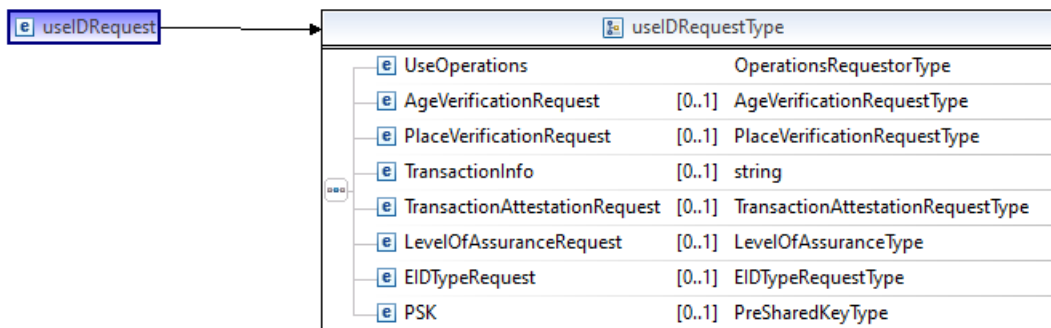 e useIDRequest
useIDRequestType
e UseOperations OperationsRequestorType
e AgeVerificationRequest [0..1] AgeVerificationRequestType
e PlaceVerificationRequest [0..1] PlaceVerificationRequestType
e TransactionInfo [0..1] string
e TransactionAttestationRequest [0..1] TransactionAttestationRequestType
e LevelOfAssuranceRequest [0..1] LevelOfAssuranceType
e EIDTypeRequest [0..1] EIDTypeRequestType
e PSK [0..1] PreSharedKeyType